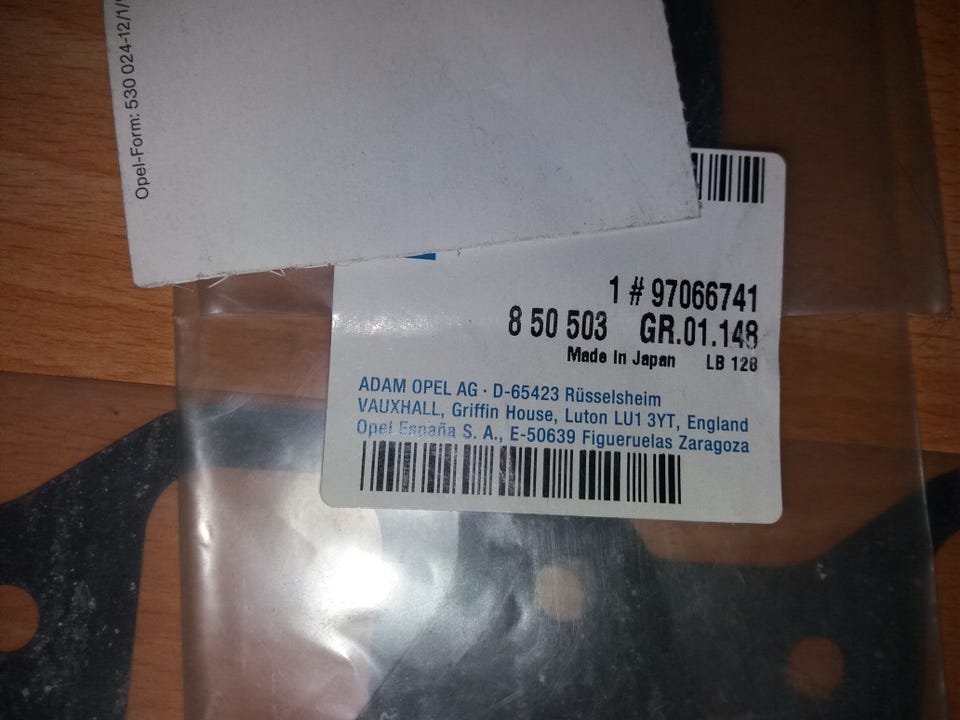 Opel-Form: 530 024-12/1/
1 # 97066741
8 50 503 GR.01.148
Made In Japan LB 128
ADAM OPEL AG · D-65423 Rüsselsheim
VAUXHALL, Griffin House, Luton LU1 3YT, England
Opel España S. A., E-50639 Figueruelas Zaragoza